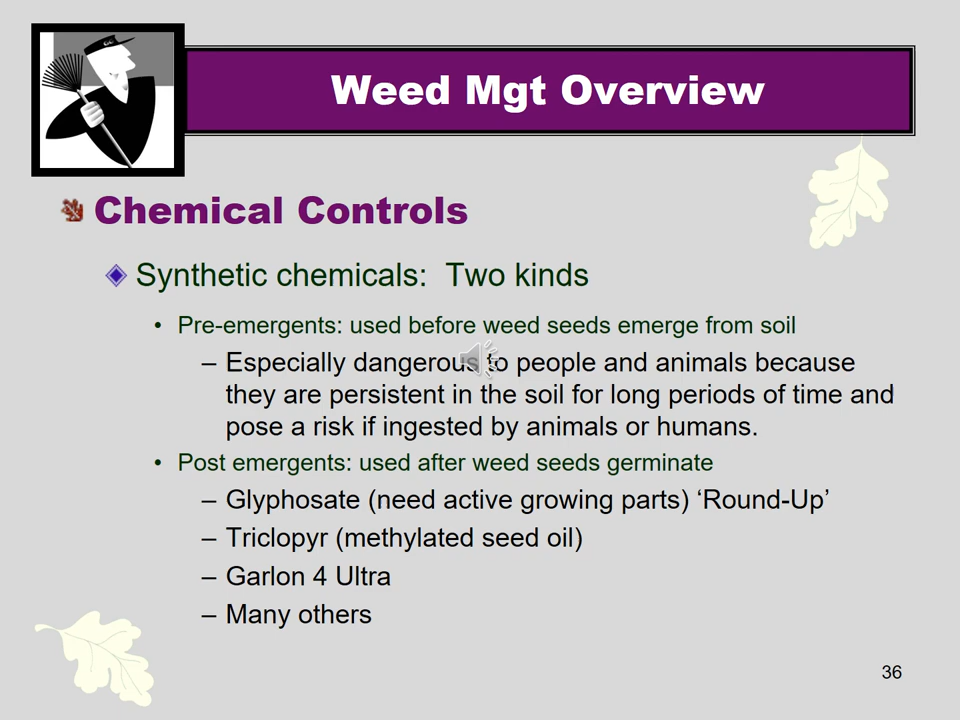 Weed Mgt Overview
Chemical Controls
Synthetic chemicals: Two kinds
• Pre-emergents: used before weed seeds emerge from soil
– Especially dangerous to people and animals because
they are persistent in the soil for long periods of time and
pose a risk if ingested by animals or humans.
• Post emergents: used after weed seeds germinate
– Glyphosate (need active growing parts) ‘Round-Up’
– Triclopyr (methylated seed oil)
– Garlon 4 Ultra
– Many others
36